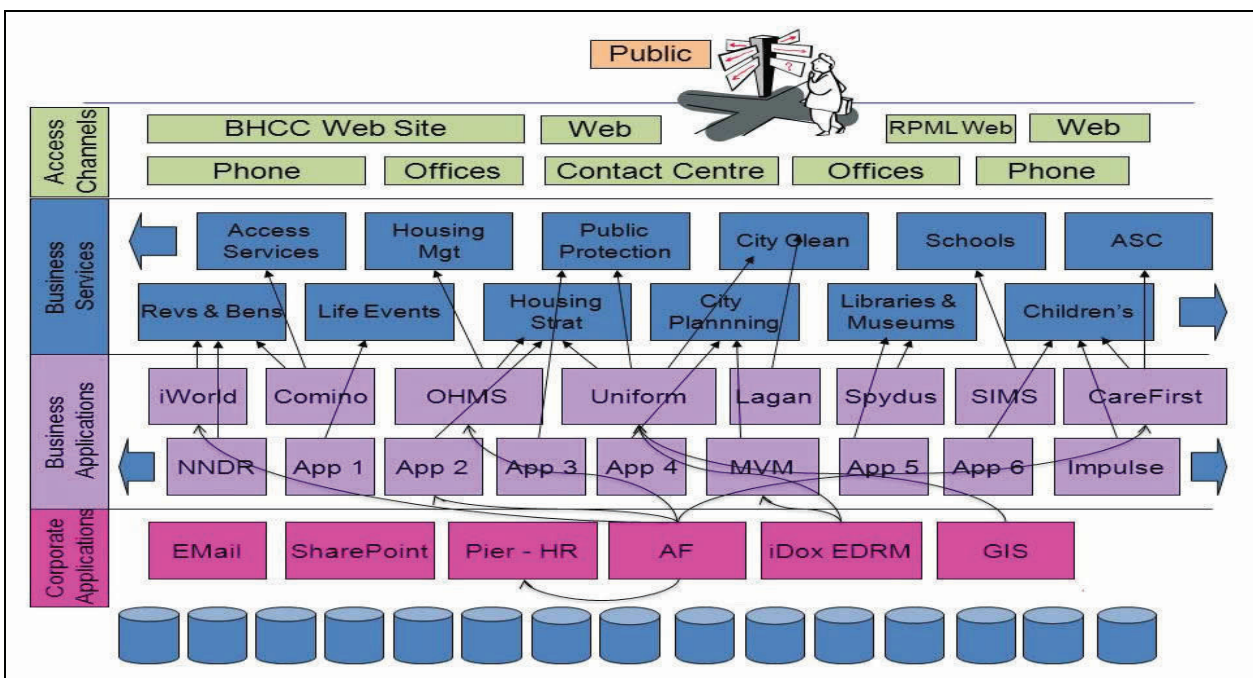 Public
?
Access
Channels
BHCC Web Site
Web
RPML Web
Web
Phone
Offices
Contact Centre
Offices
Phone
Business
Services
Access
Services
Housing
Mgt
Public
Protection
City Clean
Schools
ASC
Revs & Bens
Life Events
Housing
Strat
City
Plannning
Libraries &
Museums
Children's
Business
Applications
iWorld
Comino
OHMS
Uniform
Lagan
Spydus
SIMS
CareFirst
NNDR
App 1
App 2
App 3
App 4
MVM
App 5
App 6
Impulse
Corporate
Applications
EMail
SharePoint
Pier - HR
AF
iDox EDRM
GIS